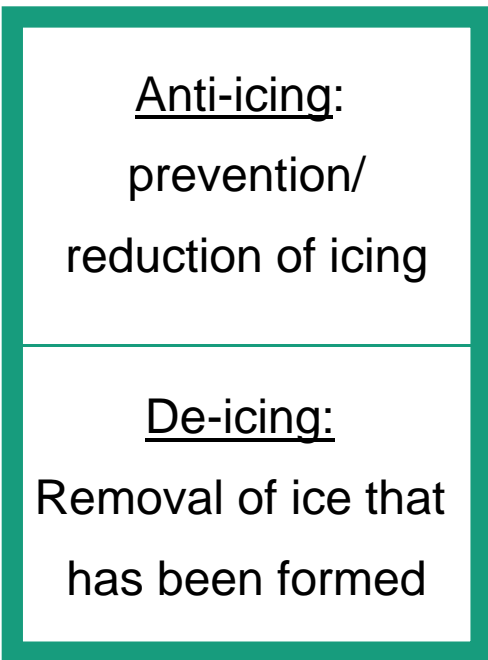 Anti-icing:
prevention/
reduction of icing
De-icing:
Removal of ice that
has been formed